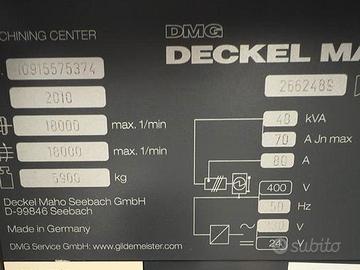 CHINING CENTER
DMG
DECKEL MA
10915575374
2662489
2010
18000 max. 1/min
18000 max. 1/min
5900 kg
40 kVA
70 A Jn max
80 A
400 V
50 Hz
230 V
24 V
Deckel Maho Seebach GmbH
D-99846 Seebach
Made in Germany
DMG Service GmbH: www.gildemeister.com
subito